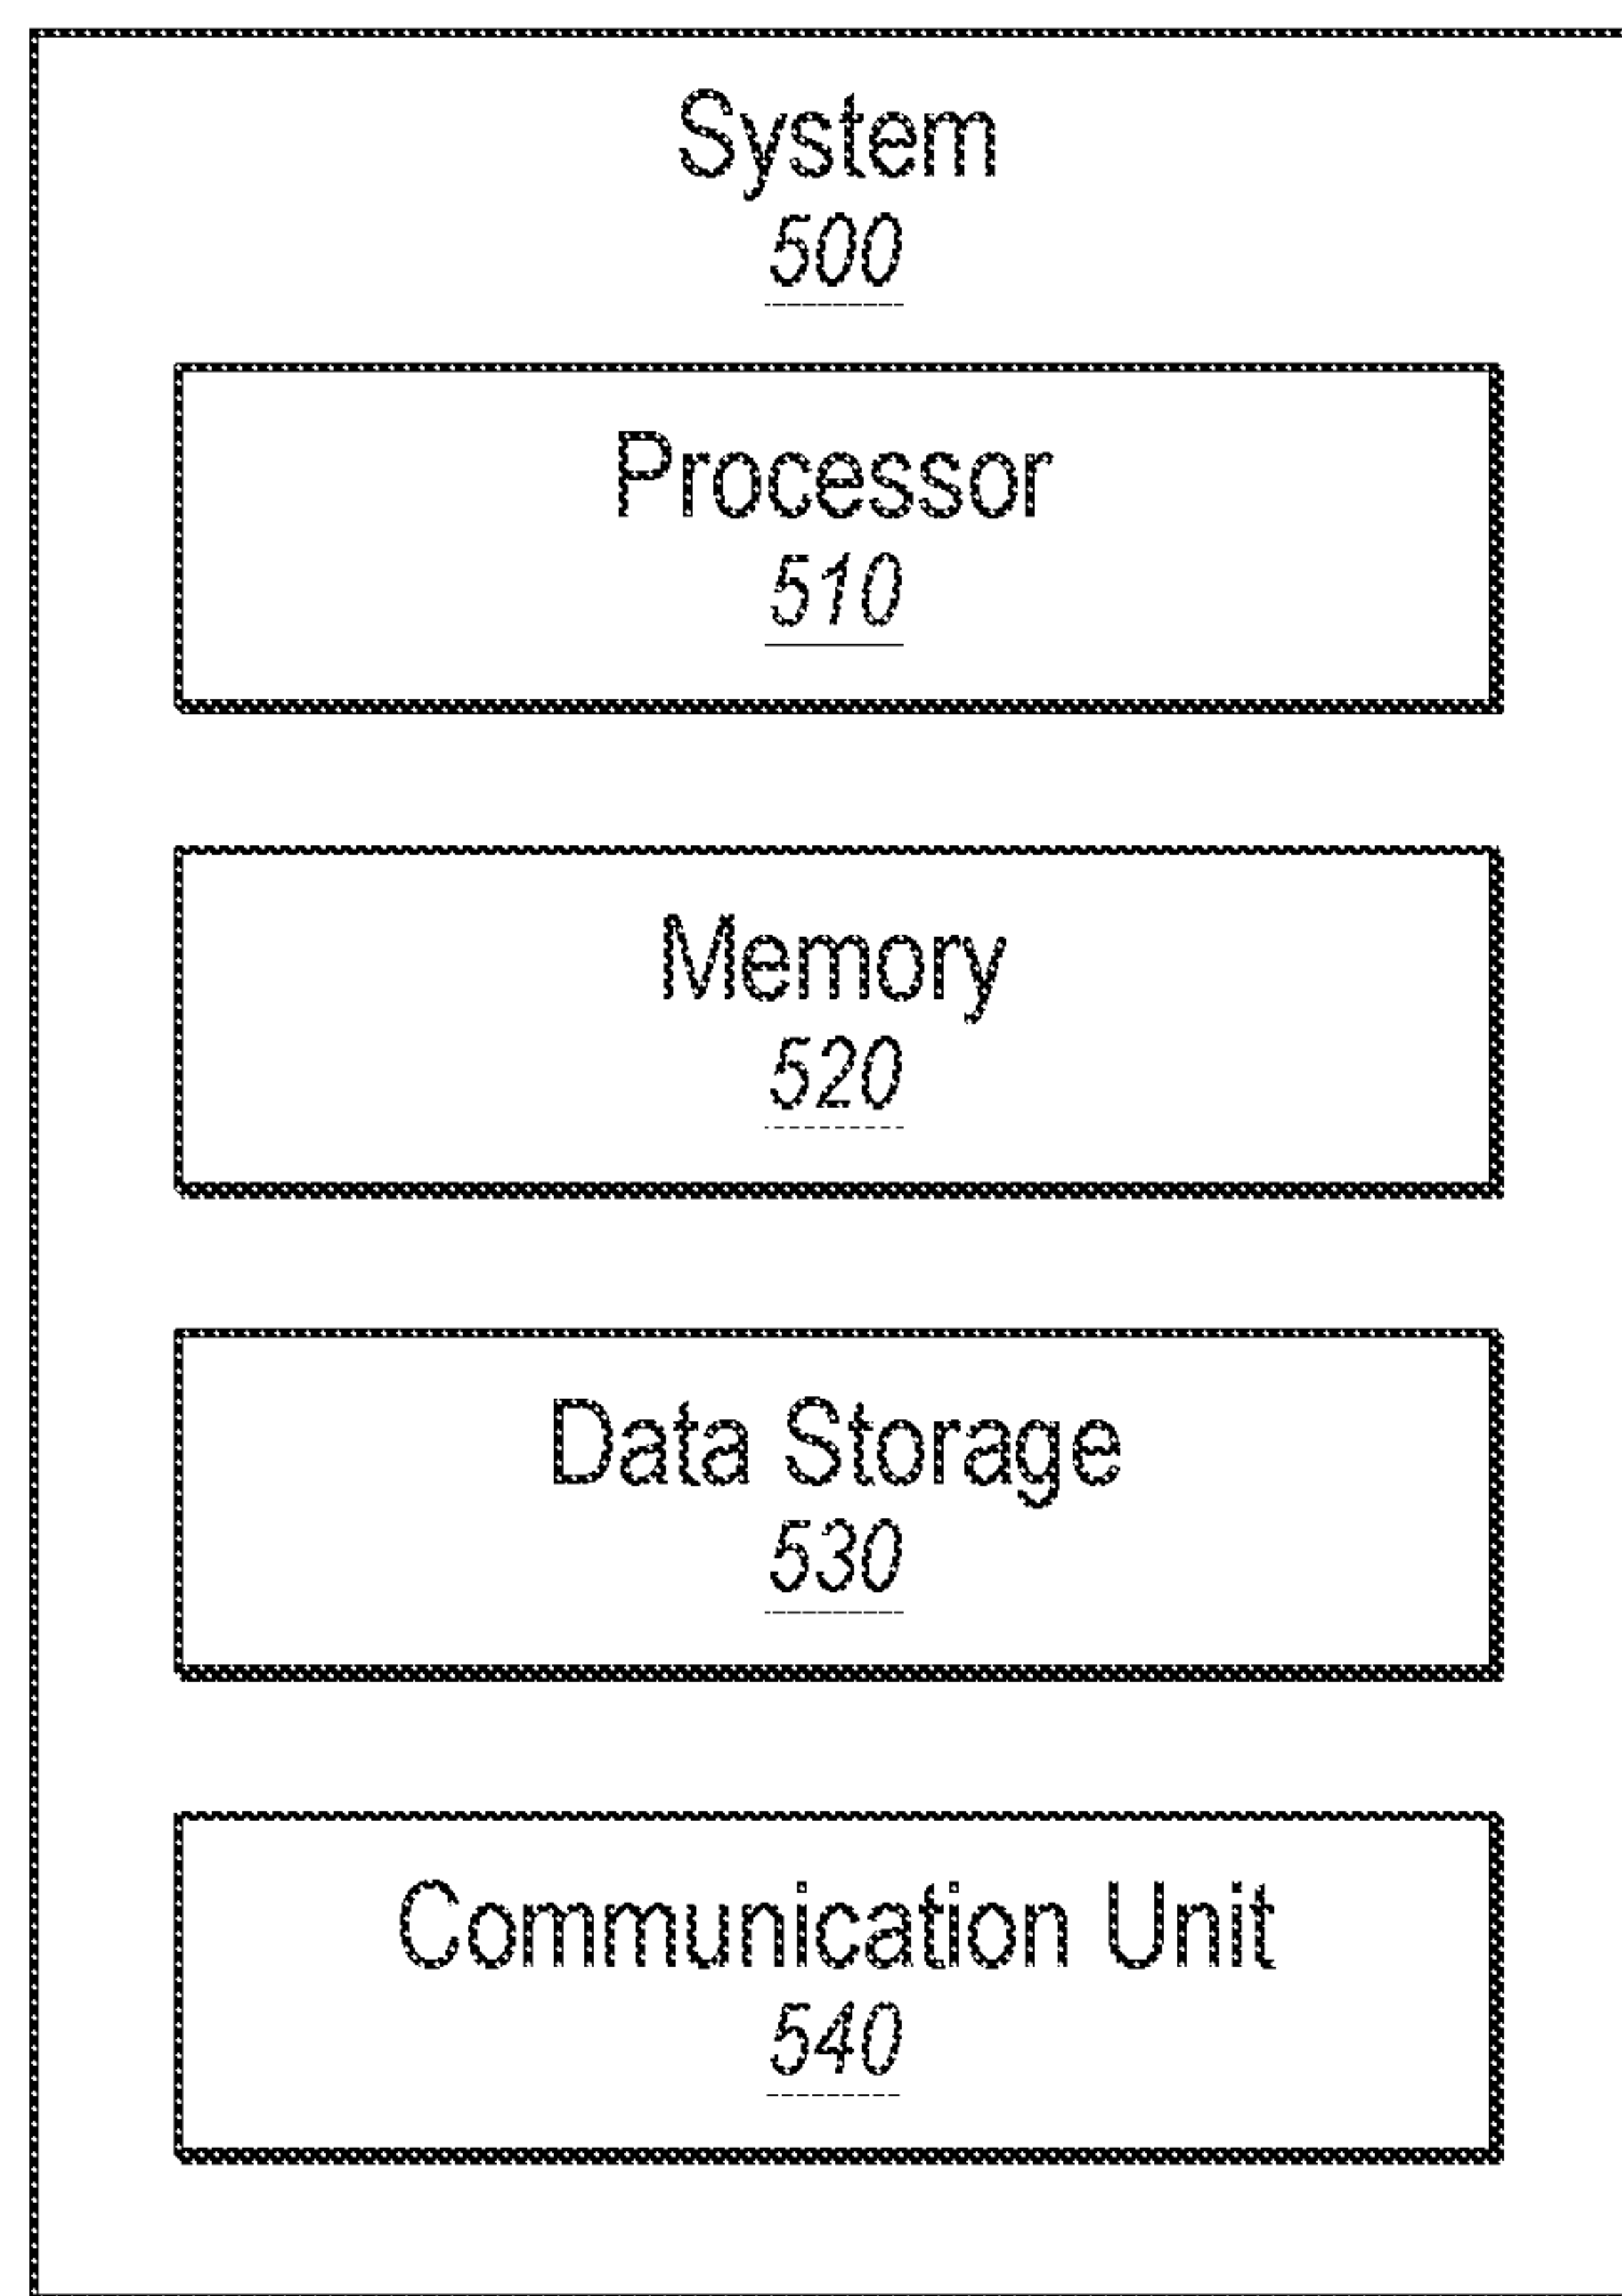 System
500
Processor
510
Memory
520
Data Storage
530
Communication Unit
540